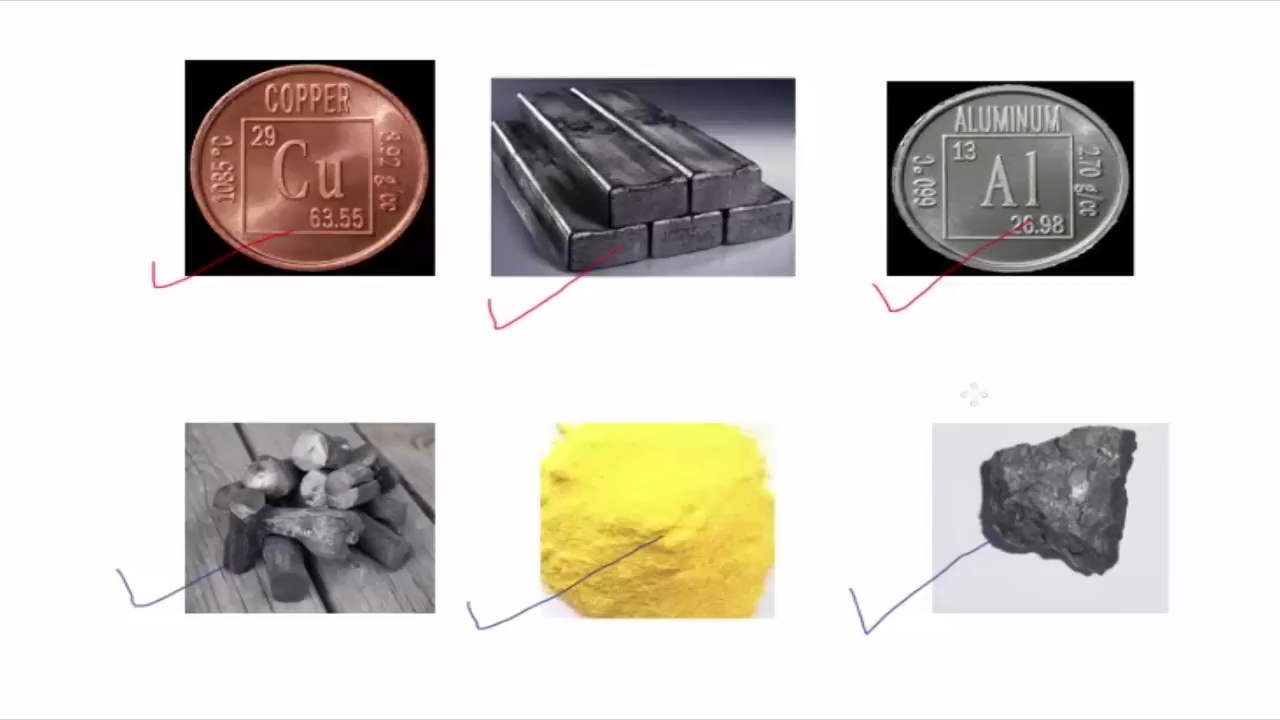 COPPER
29
Cu
63.55
1085 °C
8.92 g/cc
ALUMINUM
13
Al
26.98
660 °C
2.70 g/cc